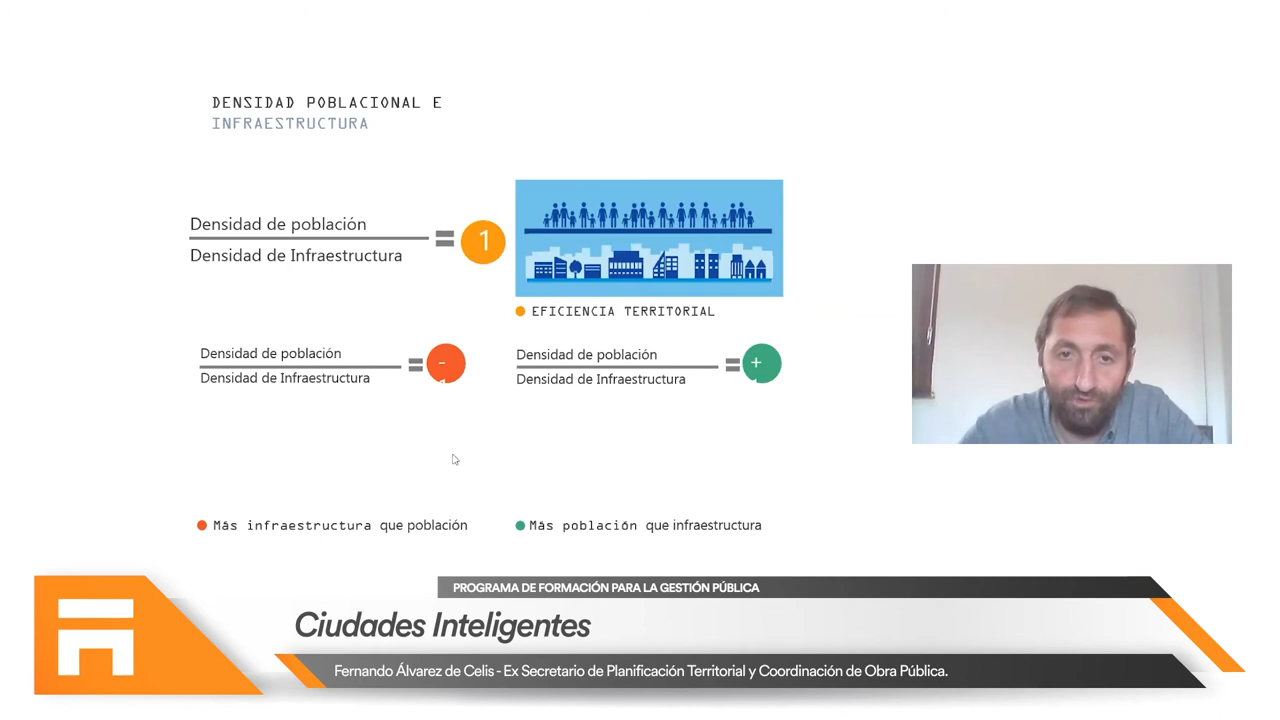 DENSIDAD POBLACIONAL E
INFRAESTRUCTURA
Densidad de población
Densidad de Infraestructura
=
1
EFICIENCIA TERRITORIAL
Densidad de población
Densidad de Infraestructura
=
-
Densidad de población
Densidad de Infraestructura
=
+
Más infraestructura que población
Más población que infraestructura
PROGRAMA DE FORMACIÓN PARA LA GESTIÓN PÚBLICA
Ciudades Inteligentes
Fernando Álvarez de Celis - Ex Secretario de Planificación Territorial y Coordinación de Obra Pública.